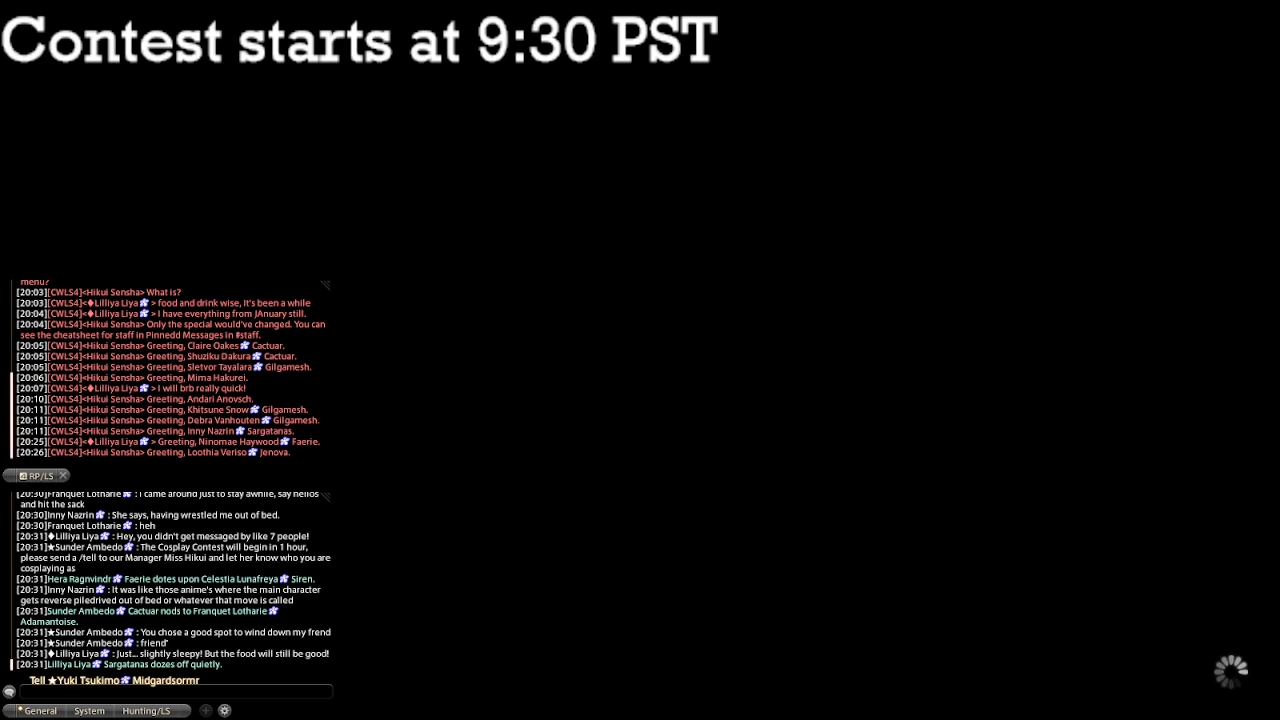 Contest starts at 9:30 PST
menu?
[20:03][CWLS4]<Hikui Sensha> What is?
[20:03][CWLS4]<♦Lilliya Liya > food and drink wise, It's been a while
[20:04][CWLS4]<♦Lilliya Liya > I have everything from JAnuary still.
[20:04][CWLS4]<Hikui Sensha> Only the special would've changed. You can
see the cheatsheet for staff in Pinnedd Messages in #staff.
[20:05][CWLS4]<Hikui Sensha> Greeting, Claire Oakes Cactuar.
[20:05][CWLS4]<Hikui Sensha> Greeting, Shuziku Dakura Cactuar.
[20:05][CWLS4]<Hikui Sensha> Greeting, Sletvor Tayalara Gilgamesh.
[20:06][CWLS4]<Hikui Sensha> Greeting, Mima Hakurei.
[20:07][CWLS4]<♦Lilliya Liya > I will brb really quick!
[20:10][CWLS4]<Hikui Sensha> Greeting, Andari Anovsch.
[20:11][CWLS4]<Hikui Sensha> Greeting, Khitsune Snow Gilgamesh.
[20:11][CWLS4]<Hikui Sensha> Greeting, Debra Vanhouten Gilgamesh.
[20:11][CWLS4]<Hikui Sensha> Greeting, Inny Nazrin Sargatanas.
[20:25][CWLS4]<♦Lilliya Liya > Greeting, Ninomae Haywood Faerie.
[20:26][CWLS4]<Hikui Sensha> Greeting, Loothia Veriso Jenova.
RP/LS
[20:30]Franquet Lotharie : I came around just to stay awhile, say hellos
and hit the sack
[20:30]Inny Nazrin : She says, having wrestled me out of bed.
[20:30]Franquet Lotharie : heh
[20:31]♦Lilliya Liya : Hey, you didn't get messaged by like 7 people!
[20:31]★Sunder Ambedo : The Cosplay Contest will begin in 1 hour,
please send a /tell to our Manager Miss Hikui and let her know who you are
cosplaying as
[20:31]Hera Ragnvindr Faerie dotes upon Celestia Lunafreya Siren.
[20:31]Inny Nazrin : It was like those anime's where the main character
gets reverse piledrived out of bed or whatever that move is called
[20:31]Sunder Ambedo Cactuar nods to Franquet Lotharie
Adamantoise.
[20:31]★Sunder Ambedo : You chose a good spot to wind down my frend
[20:31]★Sunder Ambedo : friend*
[20:31]♦Lilliya Liya : Just... slightly sleepy! But the food will still be good!
[20:31]Lilliya Liya Sargatanas dozes off quietly.
Tell ★Yuki Tsukimo Midgardsormr
General System Hunting/LS